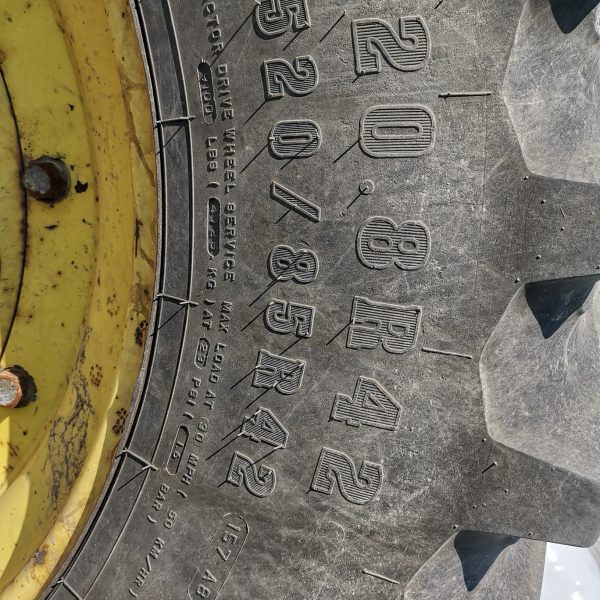 20.8R42
520/85R42
157 A8
DRIVE WHEEL SERVICE MAX LOAD AT 30 MPH ( 50 KM/HR )
LBS ( 4125 KG ) AT 23 PSI ( 1.6 BAR )